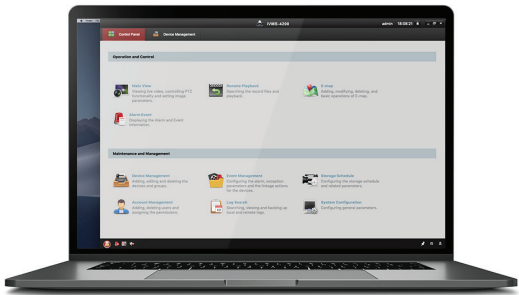 iVMS-4200
admin 18:58:21
Control Panel Device Management
Operation and Control
Main View
Viewing the video, controlling PTZ
functionality and setting image
parameters.
Remote Playback
Searching the record files and
playback.
E-map
Adding, modifying, deleting, and
basic operations of E-map.
Alarm Event
Displaying the Alarm and Event
information.
Maintenance and Management
Device Management
Adding, editing and deleting the
devices and groups.
Event Management
Configuring the alarm, exception
parameters and the linkage actions
for the devices.
Storage Schedule
Configuring the storage schedule
and related parameters.
Account Management
Adding, deleting users and
assigning the permissions.
Log Search
Searching, viewing and backing up
local and remote logs.
System Configuration
Configuring general parameters.